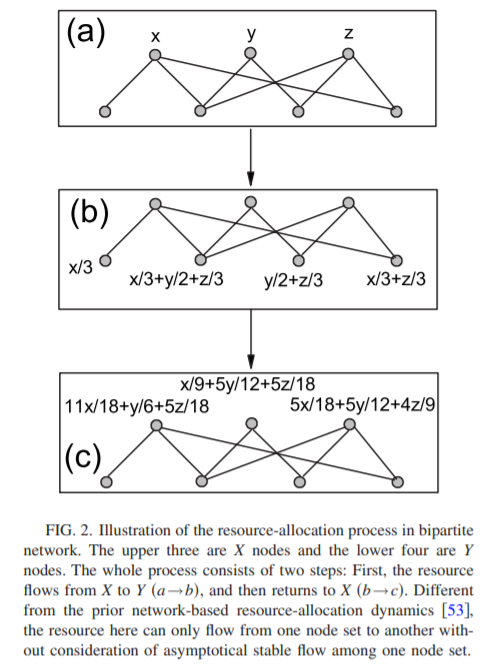 (a)
x
y
z
(b)
x/3
x/3+y/2+z/3
y/2+z/3
x/3+z/3
x/9+5y/12+5z/18
11x/18+y/6+5z/18
5x/18+5y/12+4z/9
(c)
FIG. 2. Illustration of the resource-allocation process in bipartite
network. The upper three are X nodes and the lower four are Y
nodes. The whole process consists of two steps: First, the resource
flows from X to Y (a→b), and then returns to X (b→c). Different
from the prior network-based resource-allocation dynamics [53],
the resource here can only flow from one node set to another with-
out consideration of asymptotical stable flow among one node set.